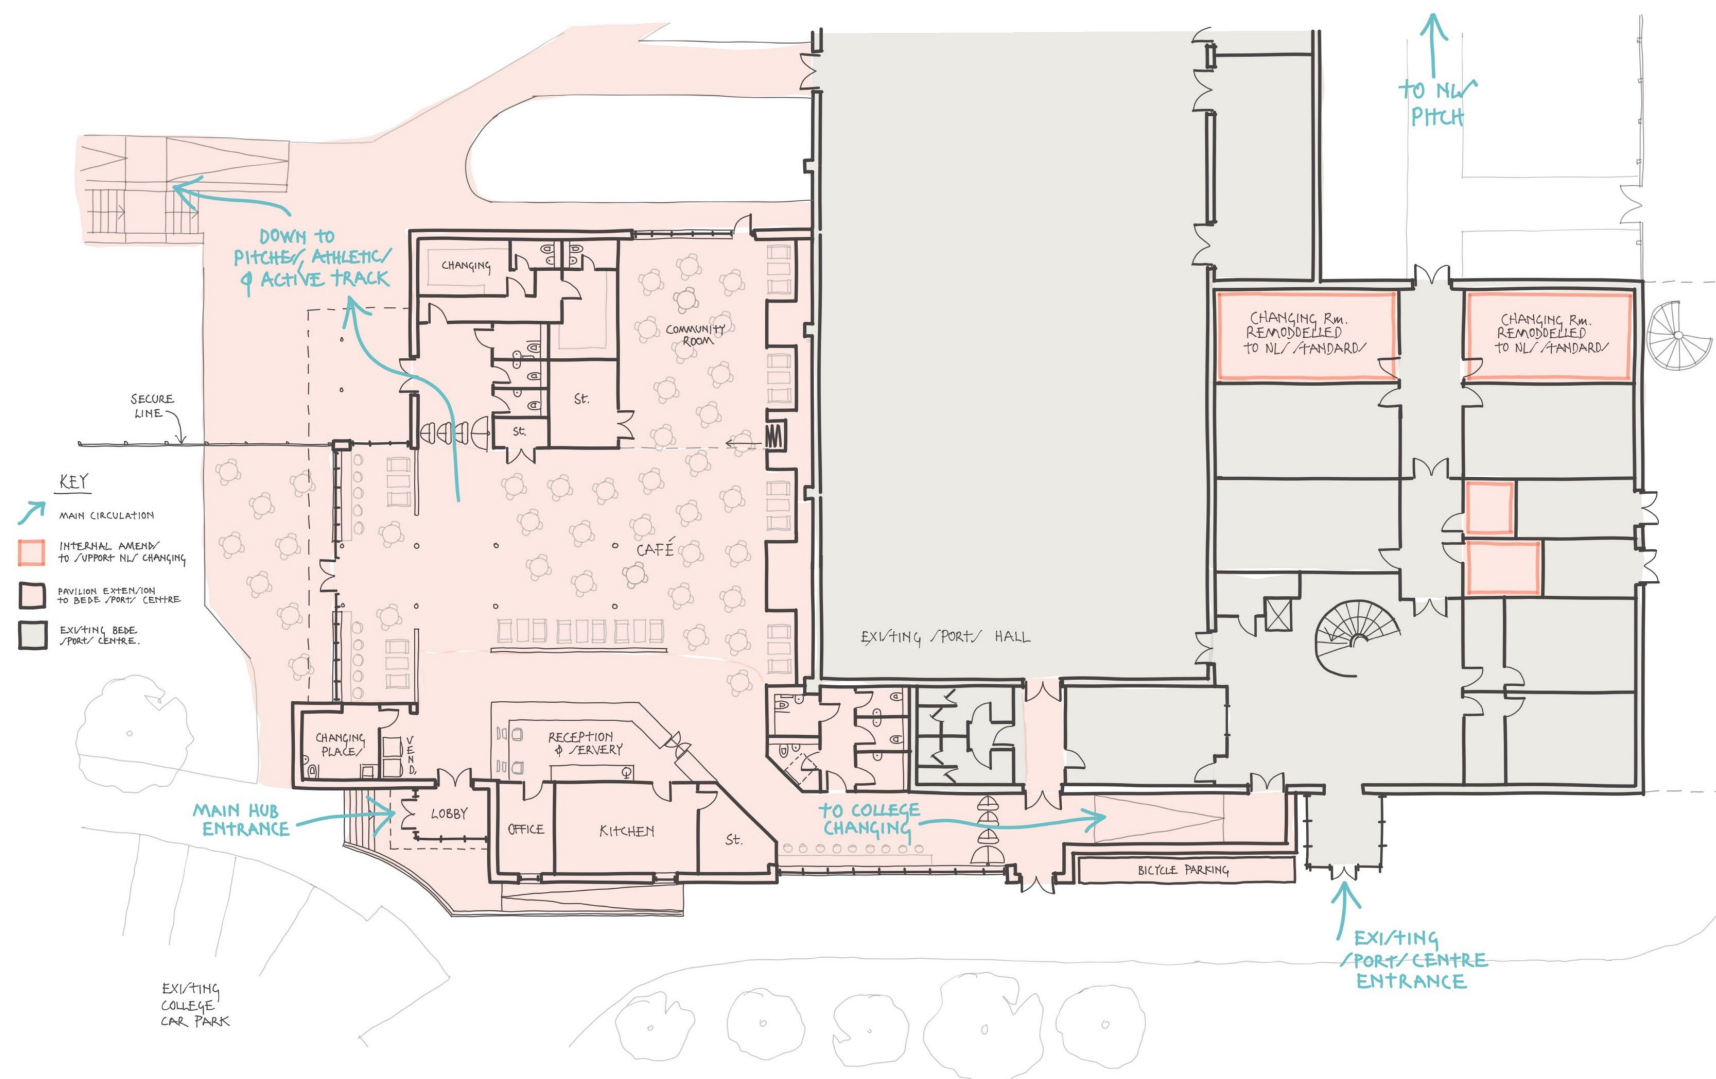 TO NLS
PITCH
DOWN TO
PITCHES, ATHLETICS
& ACTIVE TRACK
CHANGING
COMMUNITY
ROOM
CHANGING Rm.
REMODDELLED
TO NLS STANDARDS
CHANGING Rm.
REMODDELLED
TO NLS STANDARDS
SECURE
LINE
St.
St.
KEY
MAIN CIRCULATION
INTERNAL AMENDS
TO SUPPORT NLS CHANGING
PAVILION EXTENSION
TO BEDE SPORTS CENTRE
EXISTING BEDE
SPORTS CENTRE.
CAFÉ
EXISTING SPORTS HALL
CHANGING
PLACES
VEND.
RECEPTION
& SERVERY
MAIN HUB
ENTRANCE
LOBBY
OFFICE
KITCHEN
St.
TO COLLEGE
CHANGING
BICYCLE PARKING
EXISTING
SPORTS CENTRE
ENTRANCE
EXISTING
COLLEGE
CAR PARK